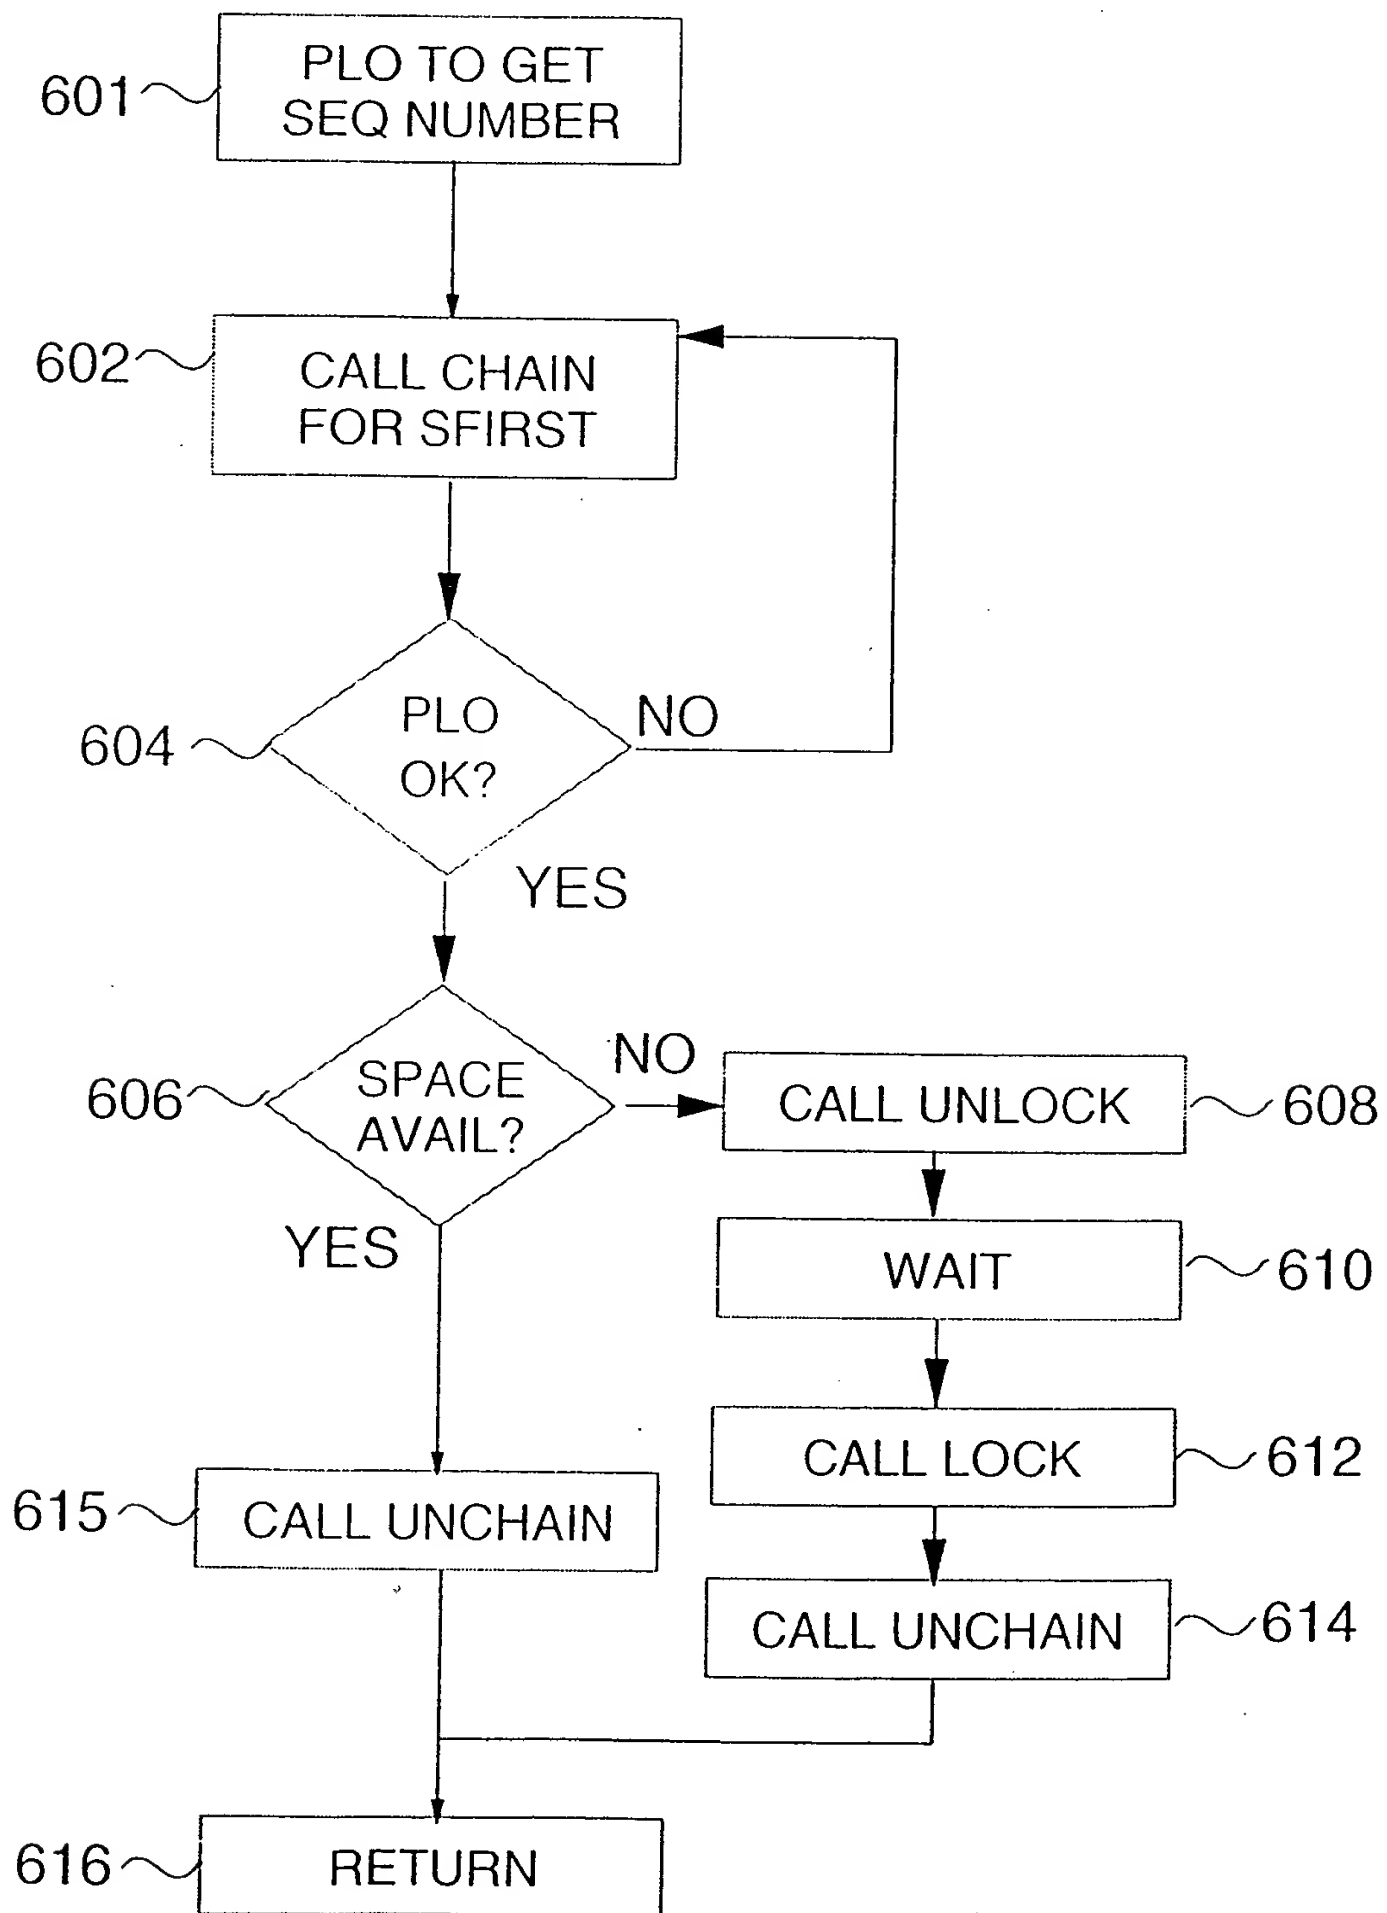 601
PLO TO GET
SEQ NUMBER
602
CALL CHAIN
FOR SFIRST
604
PLO
OK?
NO
YES
606
SPACE
AVAIL?
NO
CALL UNLOCK
608
YES
WAIT
610
CALL LOCK
612
615
CALL UNCHAIN
CALL UNCHAIN
614
616
RETURN